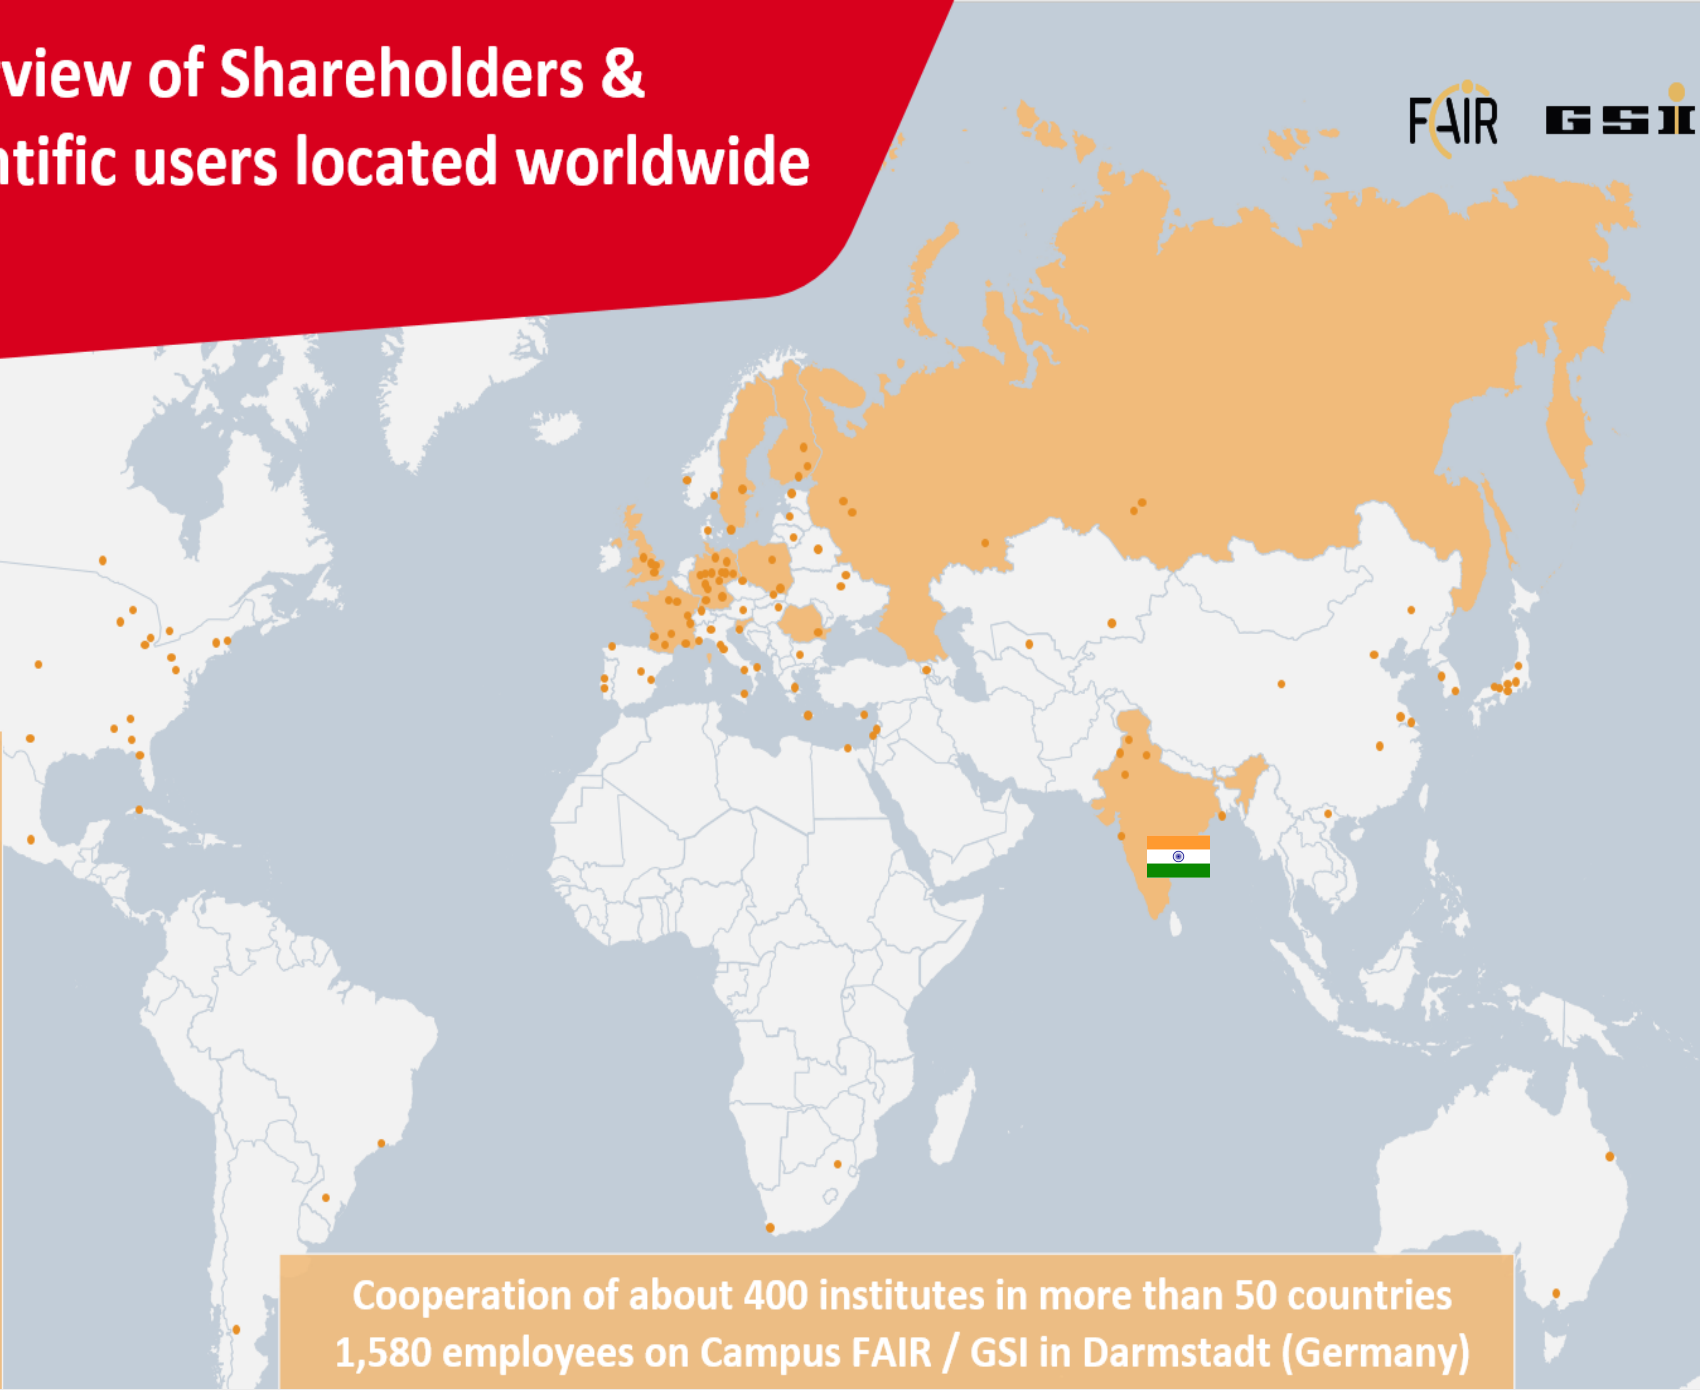 view of Shareholders &
ntific users located worldwide
FAIR GSI
Cooperation of about 400 institutes in more than 50 countries
1,580 employees on Campus FAIR / GSI in Darmstadt (Germany)